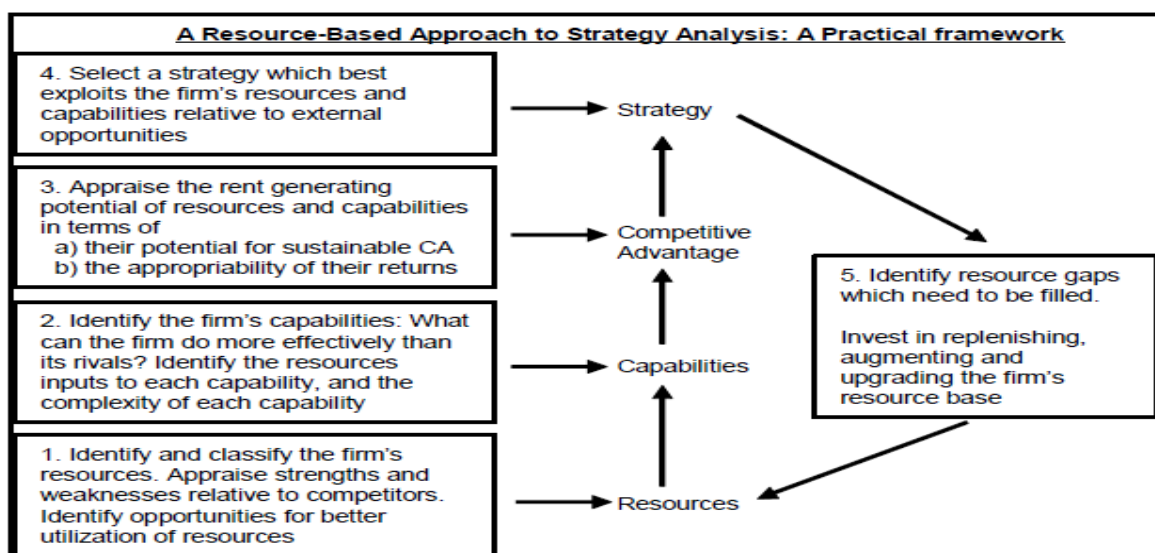 A Resource-Based Approach to Strategy Analysis: A Practical framework
4. Select a strategy which best
exploits the firm's resources and
capabilities relative to external
opportunities
Strategy
3. Appraise the rent generating
potential of resources and capabilities
in terms of
a) their potential for sustainable CA
b) the appropriability of their returns
Competitive
Advantage
5. Identify resource gaps
which need to be filled.
Invest in replenishing,
augmenting and
upgrading the firm's
resource base
2. Identify the firm's capabilities: What
can the firm do more effectively than
its rivals? Identify the resources
inputs to each capability, and the
complexity of each capability
Capabilities
1. Identify and classify the firm's
resources. Appraise strengths and
weaknesses relative to competitors.
Identify opportunities for better
utilization of resources
Resources